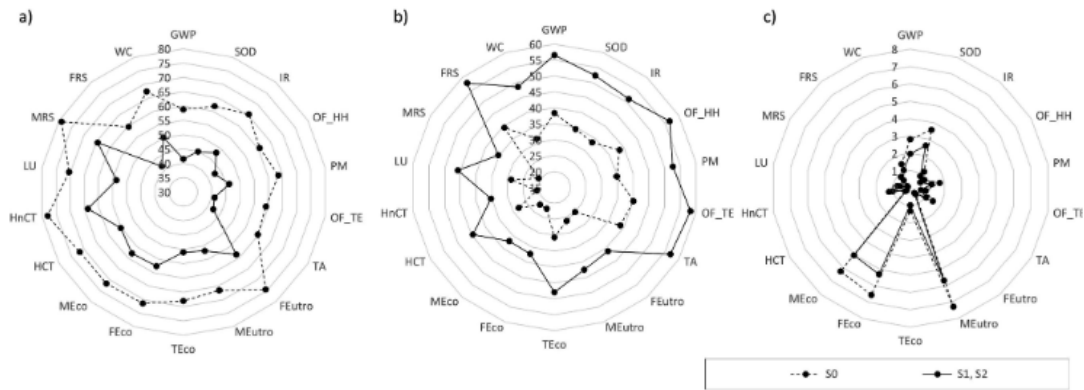 a)
GWP
SOD
IR
OF_HH
PM
OF_TE
TA
FEutro
MEutro
TEco
FEco
MEco
HCT
HnCT
LU
MRS
FRS
WC
80
75
70
65
60
55
50
45
40
35
30
b)
GWP
SOD
IR
OF_HH
PM
OF_TE
TA
FEutro
MEutro
TEco
FEco
MEco
HCT
HnCT
LU
MRS
FRS
WC
60
55
50
45
40
35
30
25
20
15
c)
GWP
SOD
IR
OF_HH
PM
OF_TE
TA
FEutro
MEutro
TEco
FEco
MEco
HCT
HnCT
LU
MRS
FRS
WC
8
7
6
5
4
3
2
1
S0
S1, S2